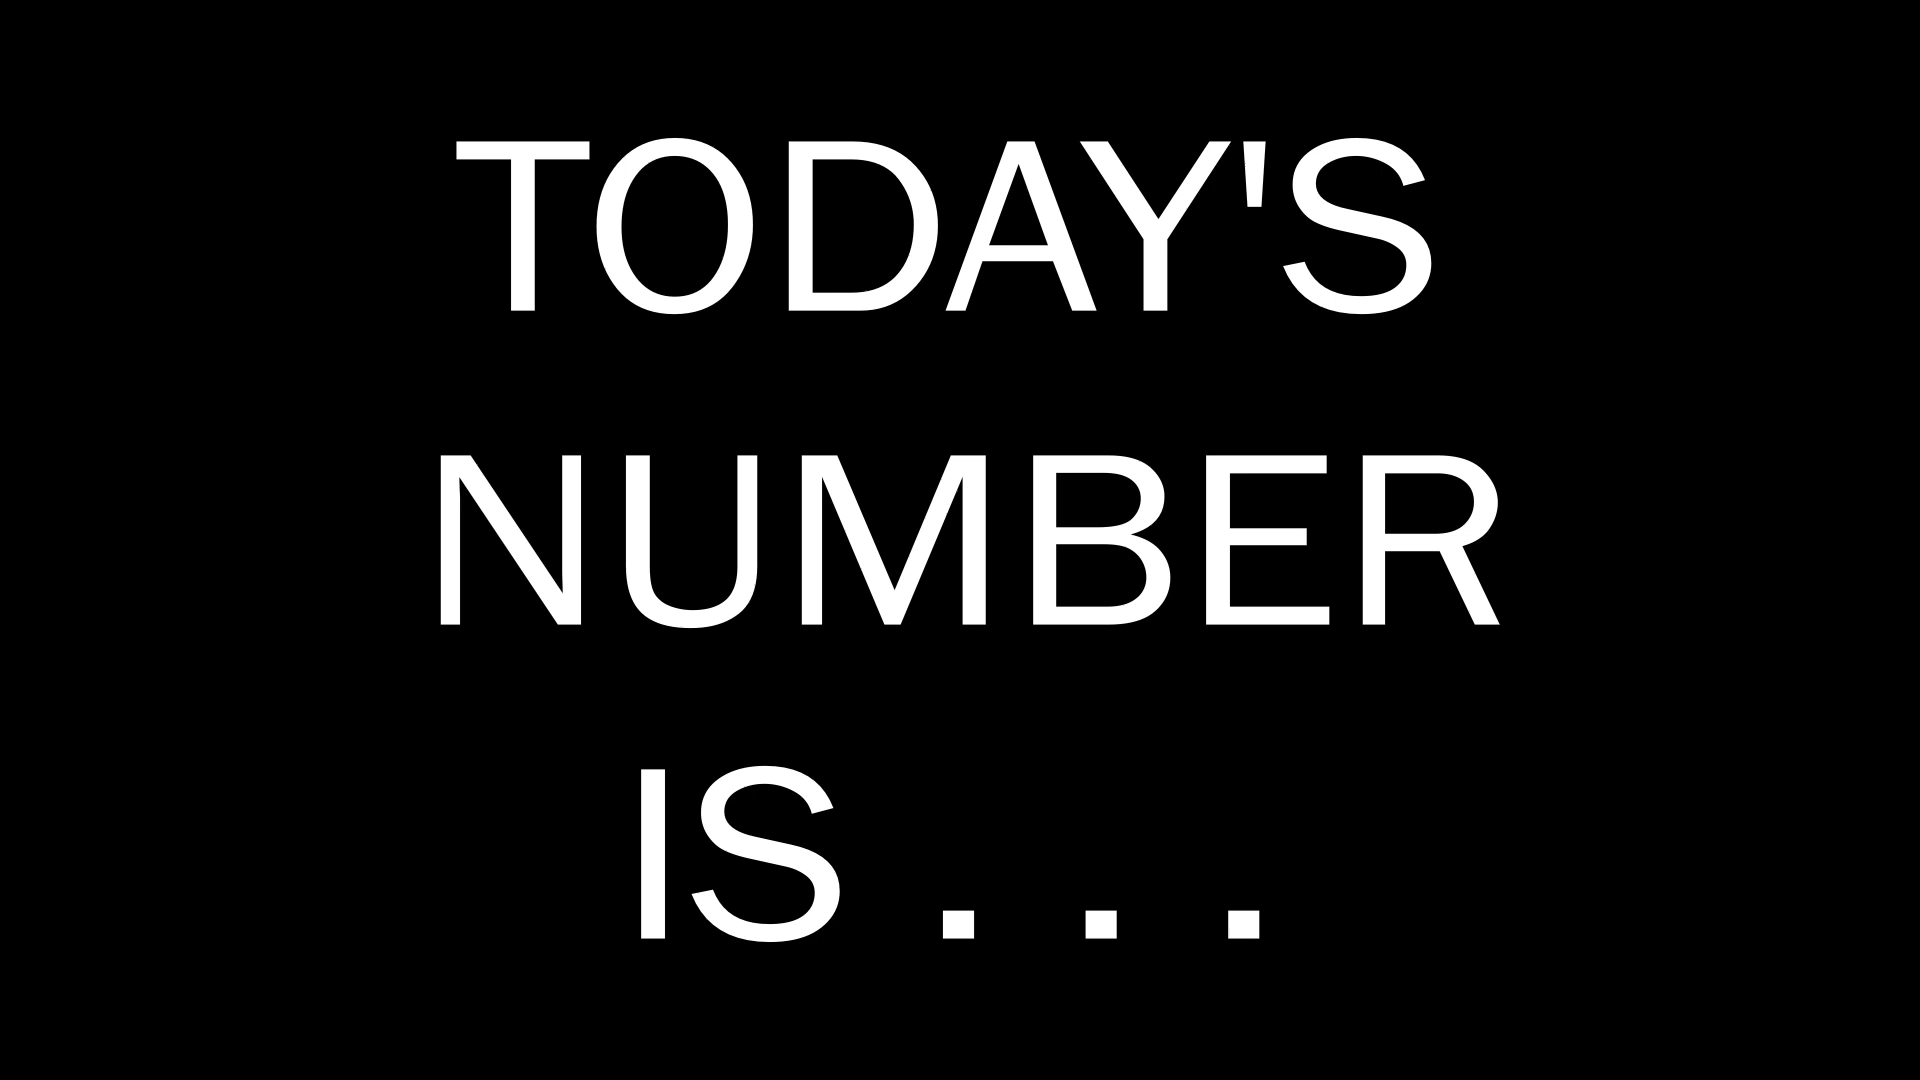 TODAY'S
NUMBER
IS . . .